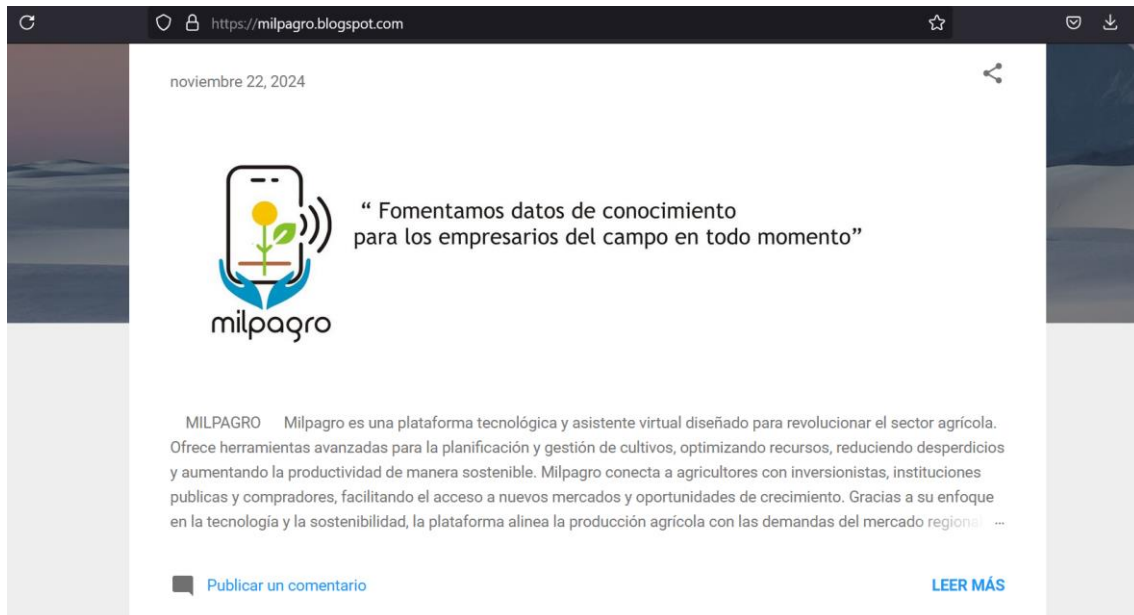 https://milpagro.blogspot.com
noviembre 22, 2024
“ Fomentamos datos de conocimiento
para los empresarios del campo en todo momento”
milpagro
MILPAGRO Milpagro es una plataforma tecnológica y asistente virtual diseñado para revolucionar el sector agrícola.
Ofrece herramientas avanzadas para la planificación y gestión de cultivos, optimizando recursos, reduciendo desperdicios
y aumentando la productividad de manera sostenible. Milpagro conecta a agricultores con inversionistas, instituciones
publicas y compradores, facilitando el acceso a nuevos mercados y oportunidades de crecimiento. Gracias a su enfoque
en la tecnología y la sostenibilidad, la plataforma alinea la producción agrícola con las demandas del mercado regional ...
Publicar un comentario
LEER MÁS